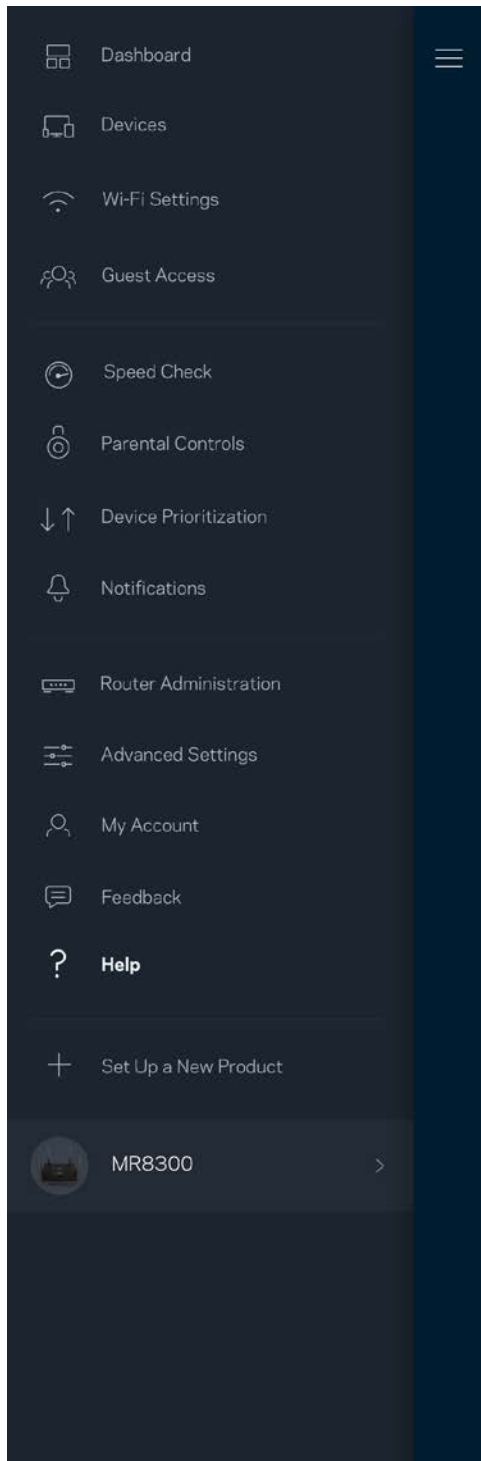 Dashboard
Devices
Wi-Fi Settings
Guest Access
Speed Check
Parental Controls
Device Prioritization
Notifications
Router Administration
Advanced Settings
My Account
Feedback
Help
Set Up a New Product
MR8300